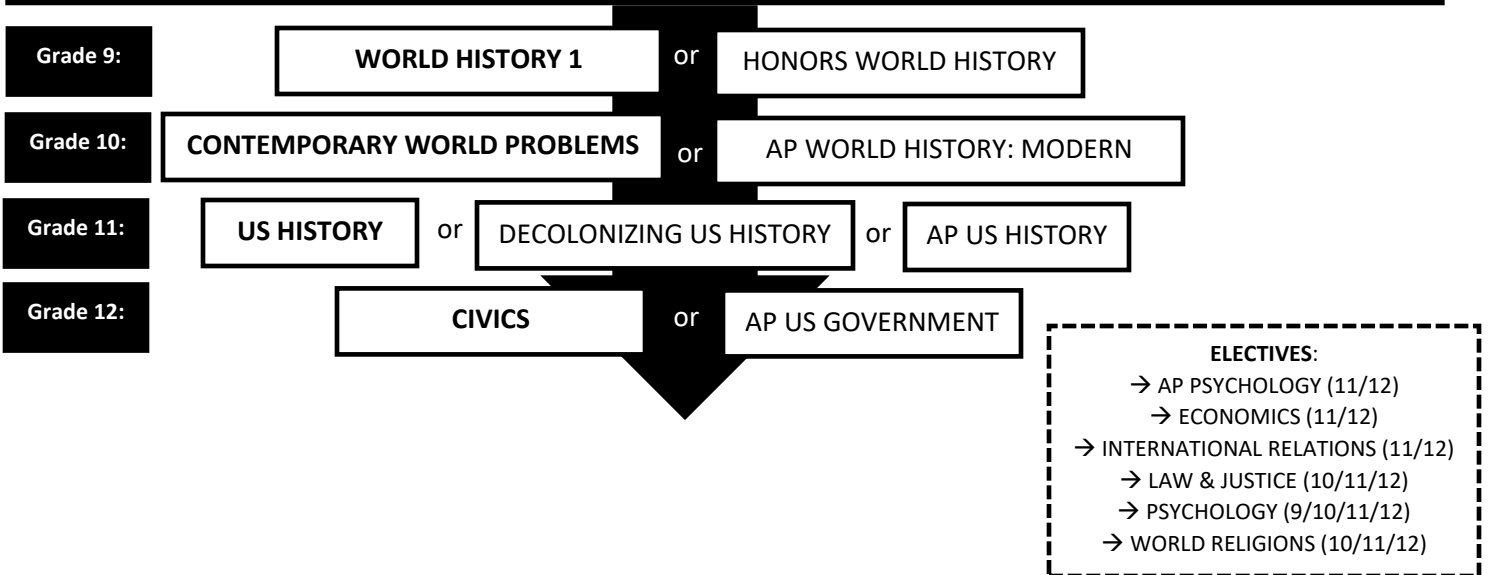 Grade 9: WORLD HISTORY 1 or HONORS WORLD HISTORY
Grade 10: CONTEMPORARY WORLD PROBLEMS or AP WORLD HISTORY: MODERN
Grade 11: US HISTORY or DECOLONIZING US HISTORY or AP US HISTORY
Grade 12: CIVICS or AP US GOVERNMENT
ELECTIVES:
→ AP PSYCHOLOGY (11/12)
→ ECONOMICS (11/12)
→ INTERNATIONAL RELATIONS (11/12)
→ LAW & JUSTICE (10/11/12)
→ PSYCHOLOGY (9/10/11/12)
→ WORLD RELIGIONS (10/11/12)